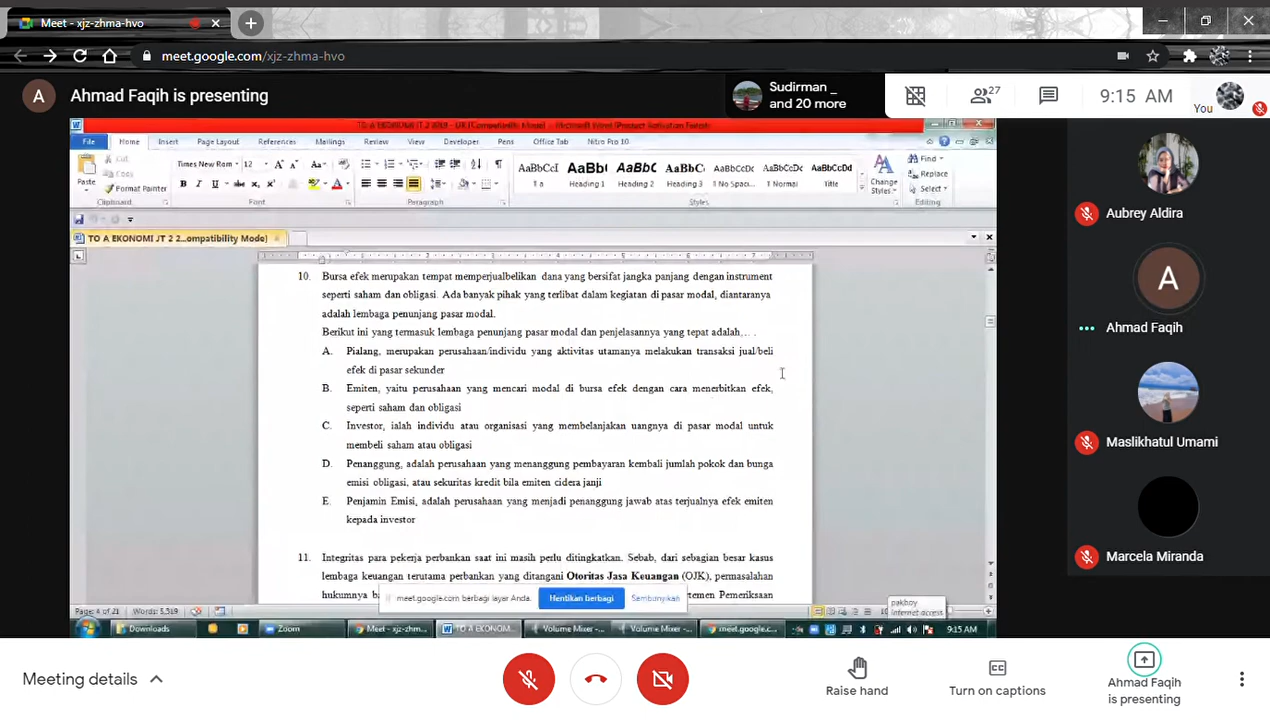 Meet - xjz-zhma-hvo
meet.google.com/xjz-zhma-hvo
A
Ahmad Faqih is presenting
Sudirman _
and 20 more
27
9:15 AM
You
File Home Insert Page Layout References Mailings Review View Developer Pens Office Tab Nitro Pro 10
Cut
Copy
Paste
Format Painter
Clipboard
Times New Rom 12
Font
Paragraph
AaBbCcI AaBb( AaBbC AaBbC AaBbCcDc AaBbCcDc AaBbCcDd
¶ a Heading 1 Heading 2 Heading 3 ¶ No Spaci... ¶ Normal Title
Styles
Change
Styles
Find
Replace
Select
Editing
TO A EKONOMI JT 2 2...ompatibility Mode]
10. Bursa efek merupakan tempat memperjualbelikan dana yang bersifat jangka panjang dengan instrument
seperti saham dan obligasi. Ada banyak pihak yang terlibat dalam kegiatan di pasar modal, diantaranya
adalah lembaga penunjang pasar modal.
Berikut ini yang termasuk lembaga penunjang pasar modal dan penjelasannya yang tepat adalah,... .
A. Pialang, merupakan perusahaan/individu yang aktivitas utamanya melakukan transaksi jual/beli
efek di pasar sekunder
B. Emiten, yaitu perusahaan yang mencari modal di bursa efek dengan cara menerbitkan efek,
seperti saham dan obligasi
C. Investor, ialah individu atau organisasi yang membelanjakan uangnya di pasar modal untuk
membeli saham atau obligasi
D. Penanggung, adalah perusahaan yang menanggung pembayaran kembali jumlah pokok dan bunga
emisi obligasi, atau sekuritas kredit bila emiten cidera janji
E. Penjamin Emisi, adalah perusahaan yang menjadi penanggung jawab atas terjualnya efek emiten
kepada investor
11. Integritas para pekerja perbankan saat ini masih perlu ditingkatkan. Sebab, dari sebagian besar kasus
lembaga keuangan terutama perbankan yang ditangani Otoritas Jasa Keuangan (OJK), permasalahan
hukumnya
Pemeriksaan
meet.google.com berbagi layar Anda.
Hentikan berbagi
Sembunyikan
Page: 4 of 21 Words: 5,389
pakhoy
Internet access
Downloads
Zoom
Meet - xjz-zhm...
TO A EKONOM...
Volume Mixer -...
Volume Mixer -...
meet.google.c...
9:15 AM
Aubrey Aldira
A
Ahmad Faqih
Maslikhatul Umami
Marcela Miranda
Meeting details
Raise hand
Turn on captions
Ahmad Faqih
is presenting